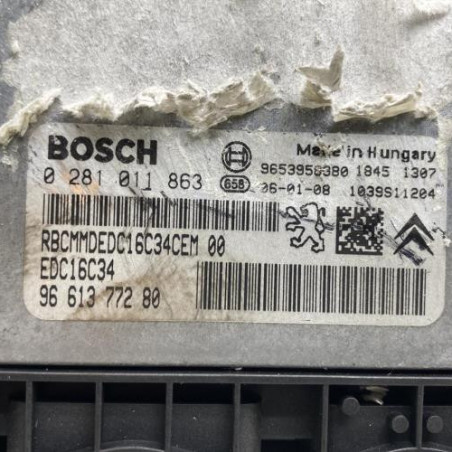 BOSCH
Made in Hungary
9653958380 1845 1307
0 281 011 863
658
06-01-08
1039S11204
RBCMMDEDC16C34CEM 00
EDC16C34
96 613 772 80